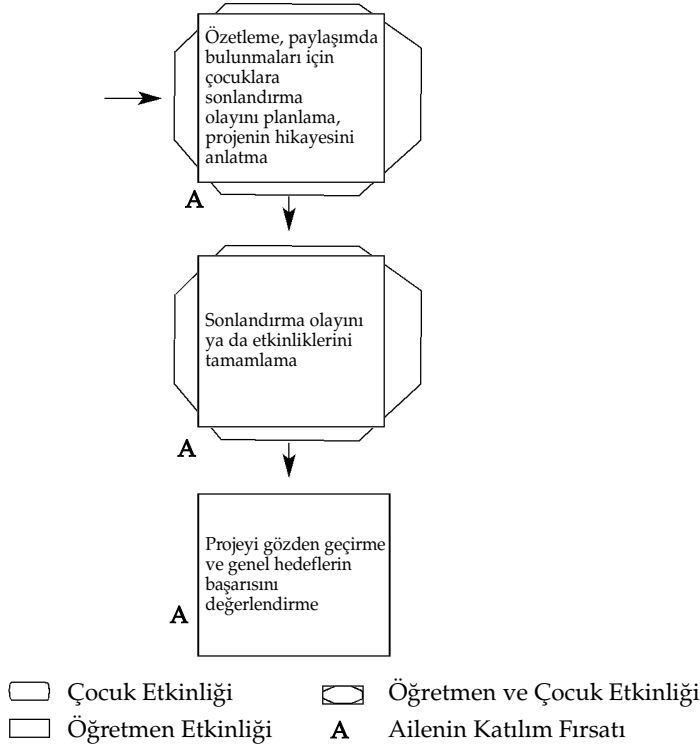 Özetleme, paylaşımda
bulunmaları için
çocuklara
sonlandırma
olayını planlama,
projenin hikayesini
anlatma
A
Sonlandırma olayını
ya da etkinliklerini
tamamlama
A
Projeyi gözden geçirme
ve genel hedeflerin
başarısını
değerlendirme
A
Çocuk Etkinliği
Öğretmen ve Çocuk Etkinliği
Öğretmen Etkinliği
A Ailenin Katılım Fırsatı